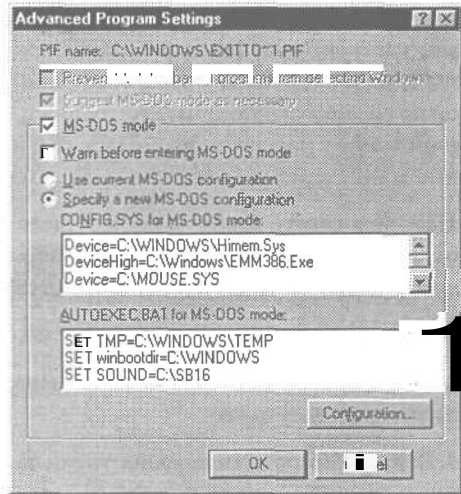 Advanced Program Settings
PIF name: C:\WINDOWS\EXITTO~1.PIF
Suggest MS-DOS mode as necessary
MS-DOS mode
Warn before entering MS-DOS mode
Use current MS-DOS configuration
Specify a new MS-DOS configuration
CONFIG.SYS for MS-DOS mode:
Device=C:\WINDOWS\Himem.Sys
DeviceHigh=C:\Windows\EMM386.Exe
Device=C:\MOUSE.SYS
AUTOEXEC.BAT for MS-DOS mode:
SET TMP=C:\WINDOWS\TEMP
SET winbootdir=C:\WINDOWS
SET SOUND=C:\SB16
1
Configuration...
OK